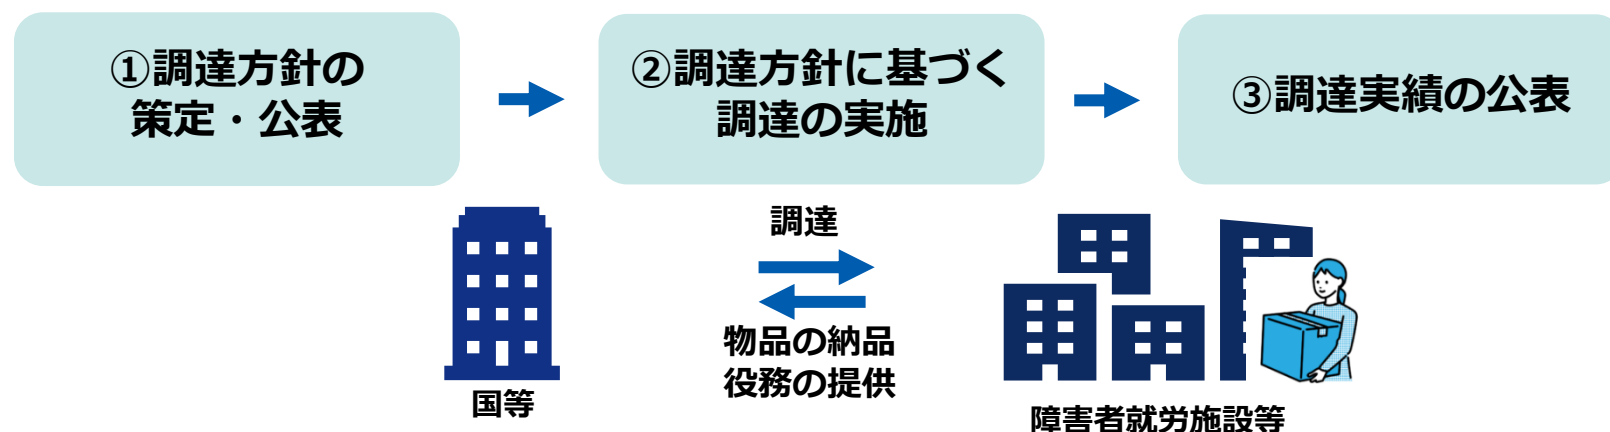 ①調達方針の
策定・公表
②調達方針に基づく
調達の実施
③調達実績の公表
調達
物品の納品
役務の提供
国等
障害者就労施設等